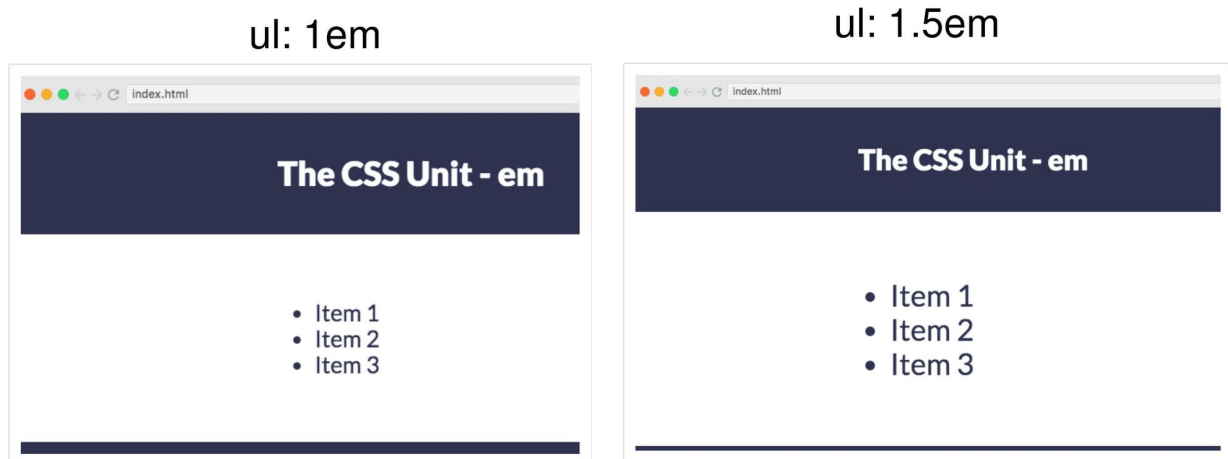 ul: 1em
index.html
The CSS Unit - em
• Item 1
• Item 2
• Item 3
ul: 1.5em
index.html
The CSS Unit - em
• Item 1
• Item 2
• Item 3